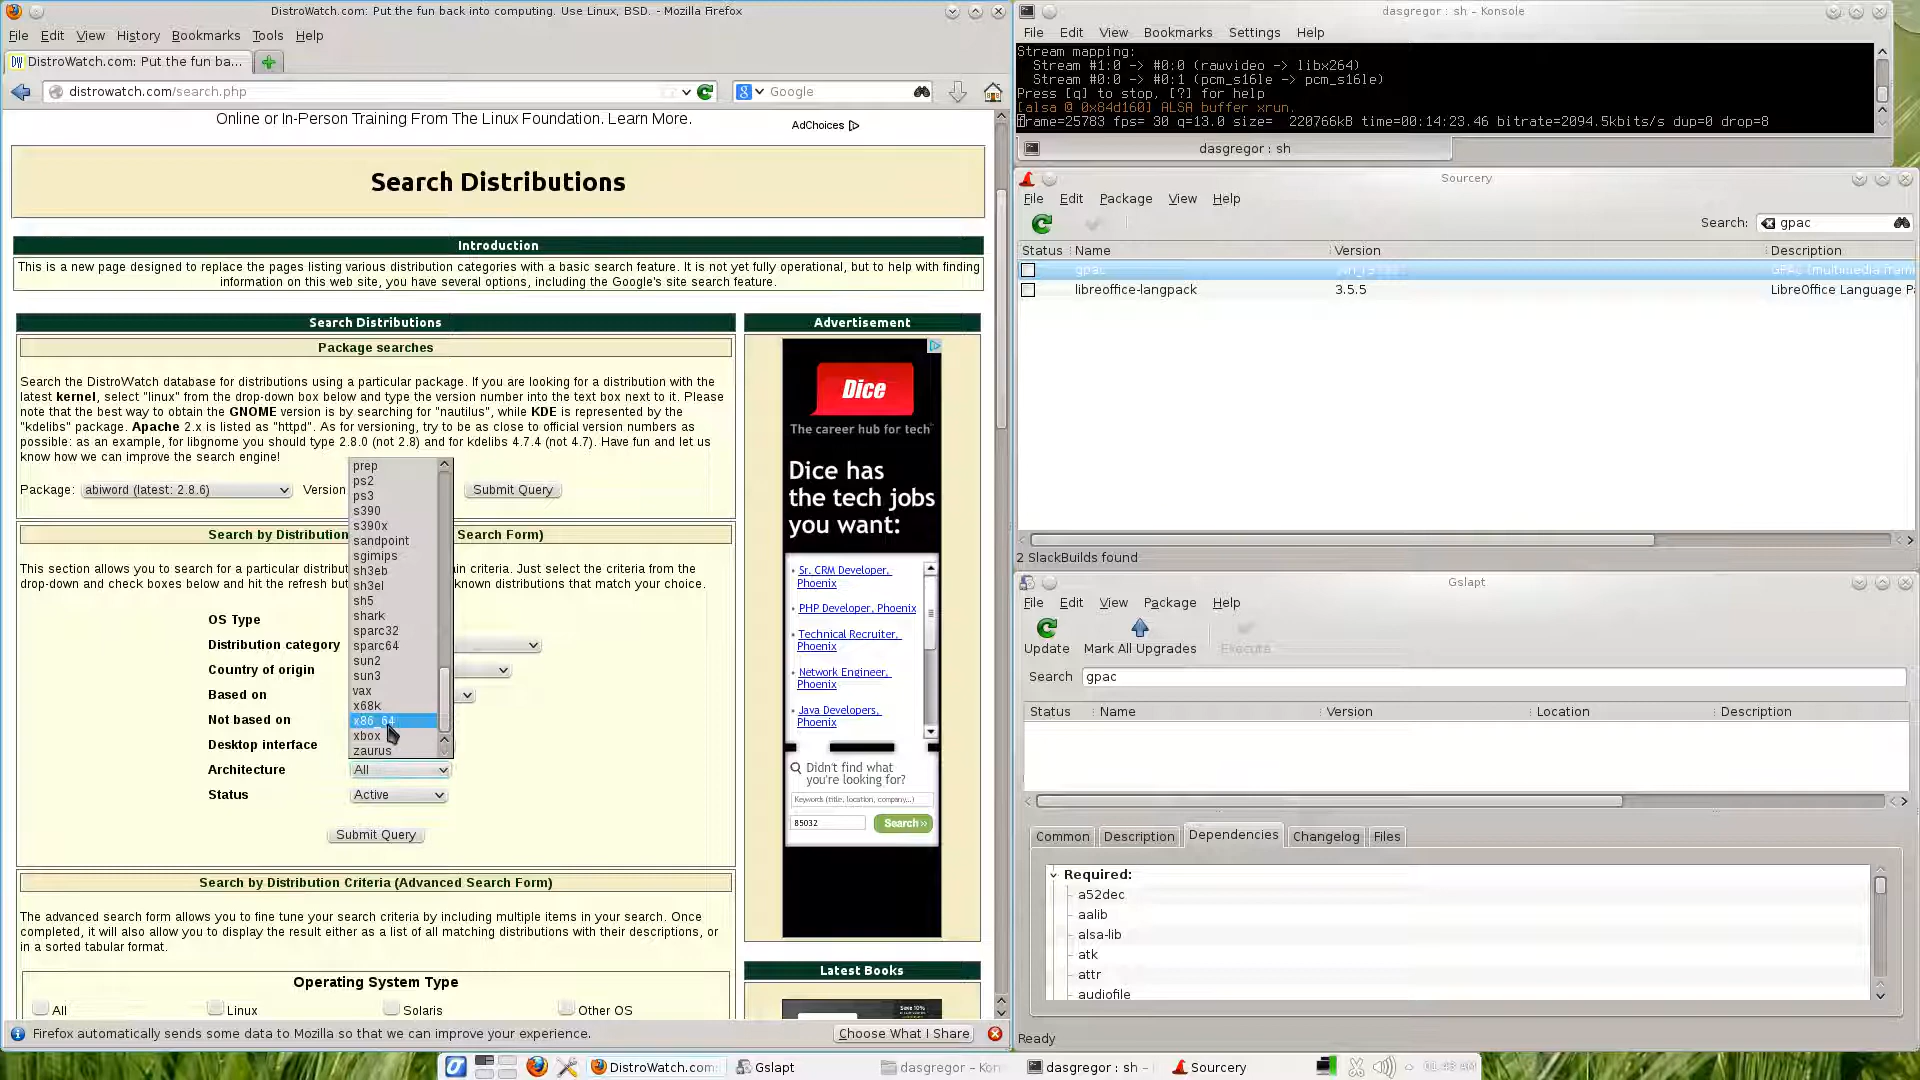 DistroWatch.com: Put the fun back into computing. Use Linux, BSD. - Mozilla Firefox
File Edit View History Bookmarks Tools Help
DistroWatch.com: Put the fun ba...
distrowatch.com/search.php
Google
Online or In-Person Training From The Linux Foundation. Learn More.
AdChoices
Search Distributions
Introduction
This is a new page designed to replace the pages listing various distribution categories with a basic search feature. It is not yet fully operational, but to help with finding
information on this web site, you have several options, including the Google's site search feature.
Search Distributions
Package searches
Search the DistroWatch database for distributions using a particular package. If you are looking for a distribution with the
latest kernel, select "linux" from the drop-down box below and type the version number into the text box next to it. Please
note that the best way to obtain the GNOME version is by searching for "nautilus", while KDE is represented by the
"kdelibs" package. Apache 2.x is listed as "httpd". As for versioning, try to be as close to official version numbers as
possible: as an example, for libgnome you should type 2.8.0 (not 2.8) and for kdelibs 4.7.4 (not 4.7). Have fun and let us
know how we can improve the search engine!
Package: abiword (latest: 2.8.6) Version Submit Query
Search by Distribution Search Form)
This section allows you to search for a particular distribut in criteria. Just select the criteria from the
drop-down and check boxes below and hit the refresh but known distributions that match your choice.
OS Type
Distribution category
Country of origin
Based on
Not based on
Desktop interface
Architecture All
Status Active
Submit Query
prep
ps2
ps3
s390
s390x
sandpoint
sgimips
sh3eb
sh3el
sh5
shark
sparc32
sparc64
sun2
sun3
vax
x68k
x86_64
xbox
zaurus
Search by Distribution Criteria (Advanced Search Form)
The advanced search form allows you to fine tune your search criteria by including multiple items in your search. Once
completed, it will also allow you to display the result either as a list of all matching distributions with their descriptions, or
in a sorted tabular format.
Operating System Type
All Linux Solaris Other OS
Advertisement
Dice
The career hub for tech
Dice has
the tech jobs
you want:
Sr. CRM Developer,
Phoenix
PHP Developer, Phoenix
Technical Recruiter,
Phoenix
Network Engineer,
Phoenix
Java Developers,
Phoenix
Didn't find what
you're looking for?
Keywords (title, location, company...)
85032 Search
Latest Books
Save 10%
Firefox automatically sends some data to Mozilla so that we can improve your experience.
Choose What I Share
dasgregor : sh - Konsole
File Edit View Bookmarks Settings Help
Stream mapping:
Stream #1:0 -> #0:0 (rawvideo -> libx264)
Stream #0:0 -> #0:1 (pcm_s16le -> pcm_s16le)
Press [q] to stop, [?] for help
[alsa @ 0x84d160] ALSA buffer xrun.
frame=25783 fps= 30 q=13.0 size= 220766kB time=00:14:23.46 bitrate=2094.5kbits/s dup=0 drop=8
dasgregor : sh
Sourcery
File Edit Package View Help
Search: gpac
Status Name Version Description
gpac GPAC (multimedia fram
libreoffice-langpack 3.5.5 LibreOffice Language P
2 SlackBuilds found
Gslapt
File Edit View Package Help
Update Mark All Upgrades Execute
Search gpac
Status Name Version Location Description
Common Description Dependencies Changelog Files
Required:
a52dec
aalib
alsa-lib
atk
attr
audiofile
Ready
DistroWatch.com: Gslapt dasgregor – Kon dasgregor : sh – Sourcery 01:43 AM